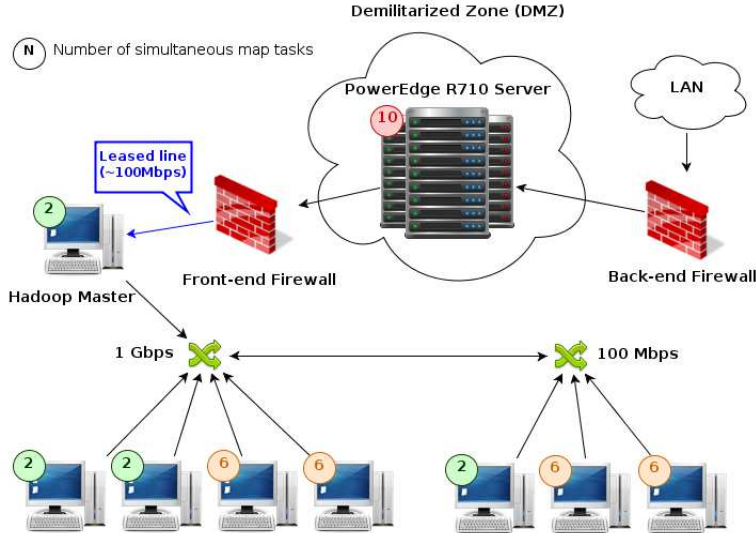 Demilitarized Zone (DMZ)
N Number of simultaneous map tasks
PowerEdge R710 Server
10
LAN
Leased line
(~100Mbps)
2
Hadoop Master
Front-end Firewall
Back-end Firewall
1 Gbps
100 Mbps
2 2 6 6 2 6 6